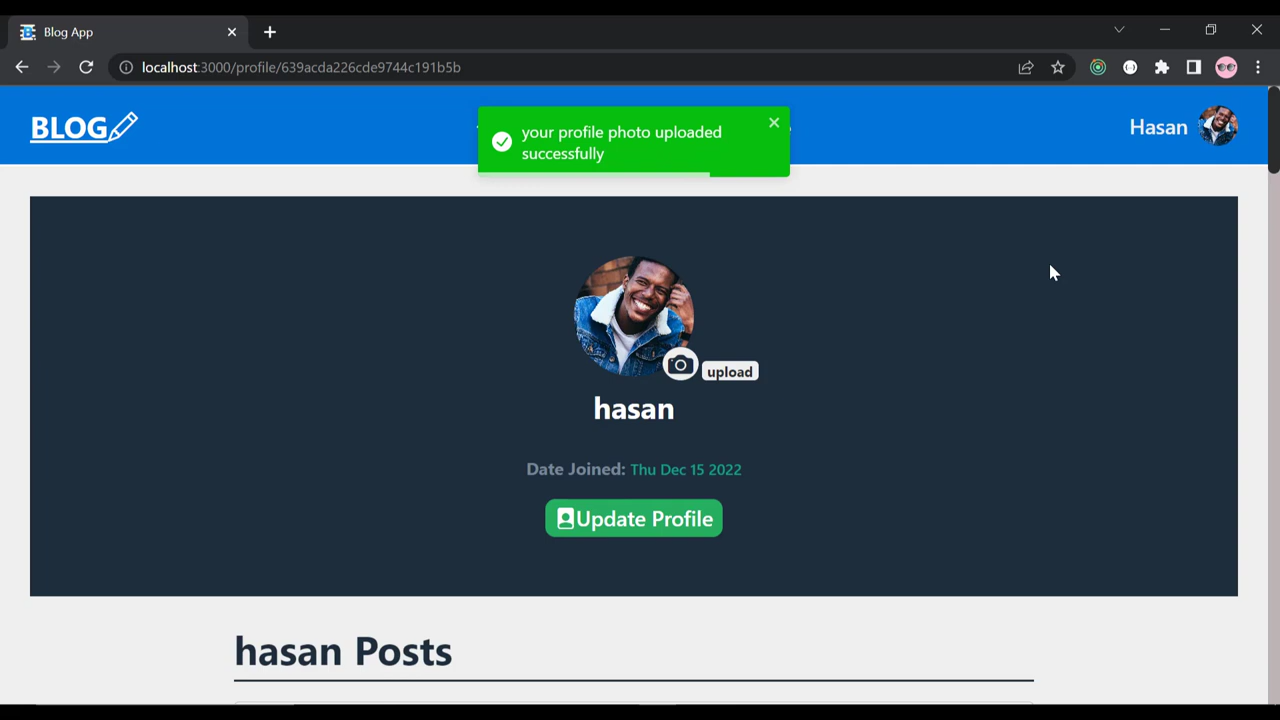 Blog App
localhost:3000/profile/639acda226cde9744c191b5b
BLOG
your profile photo uploaded
successfully
Hasan
upload
hasan
Date Joined: Thu Dec 15 2022
Update Profile
hasan Posts